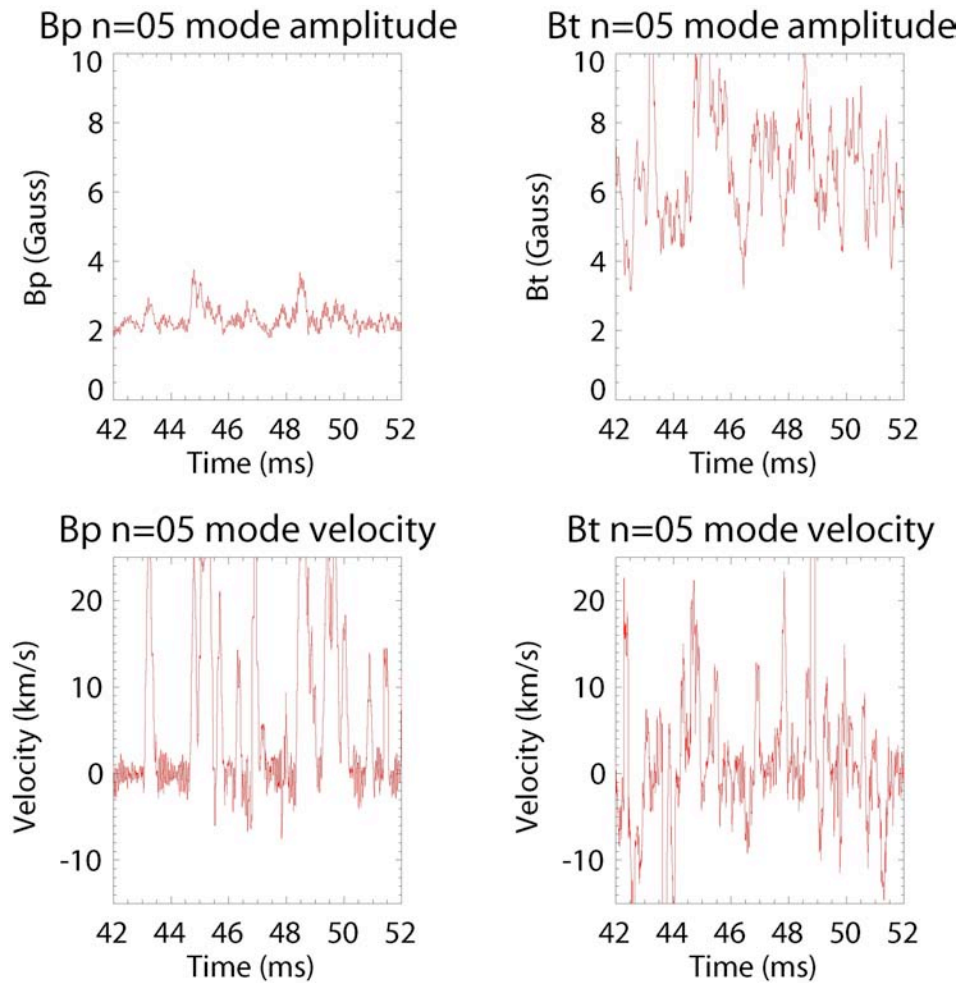 Bp n=05 mode amplitude
10
8
6
4
2
0
Bp (Gauss)
42 44 46 48 50 52
Time (ms)
Bt n=05 mode amplitude
10
8
6
4
2
0
Bt (Gauss)
42 44 46 48 50 52
Time (ms)
Bp n=05 mode velocity
20
10
0
-10
Velocity (km/s)
42 44 46 48 50 52
Time (ms)
Bt n=05 mode velocity
20
10
0
-10
Velocity (km/s)
42 44 46 48 50 52
Time (ms)